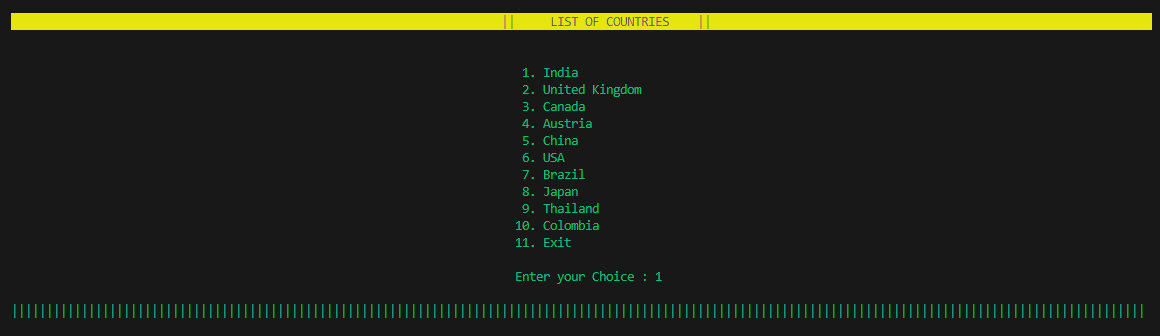 || LIST OF COUNTRIES ||
1. India
2. United Kingdom
3. Canada
4. Austria
5. China
6. USA
7. Brazil
8. Japan
9. Thailand
10. Colombia
11. Exit
Enter your Choice : 1
||||||||||||||||||||||||||||||||||||||||||||||||||||||||||||||||||||||||||||||||||||||||||||||||||||||||||||||||||||||||||||||||||||||||||||||||||||||||||||||||||